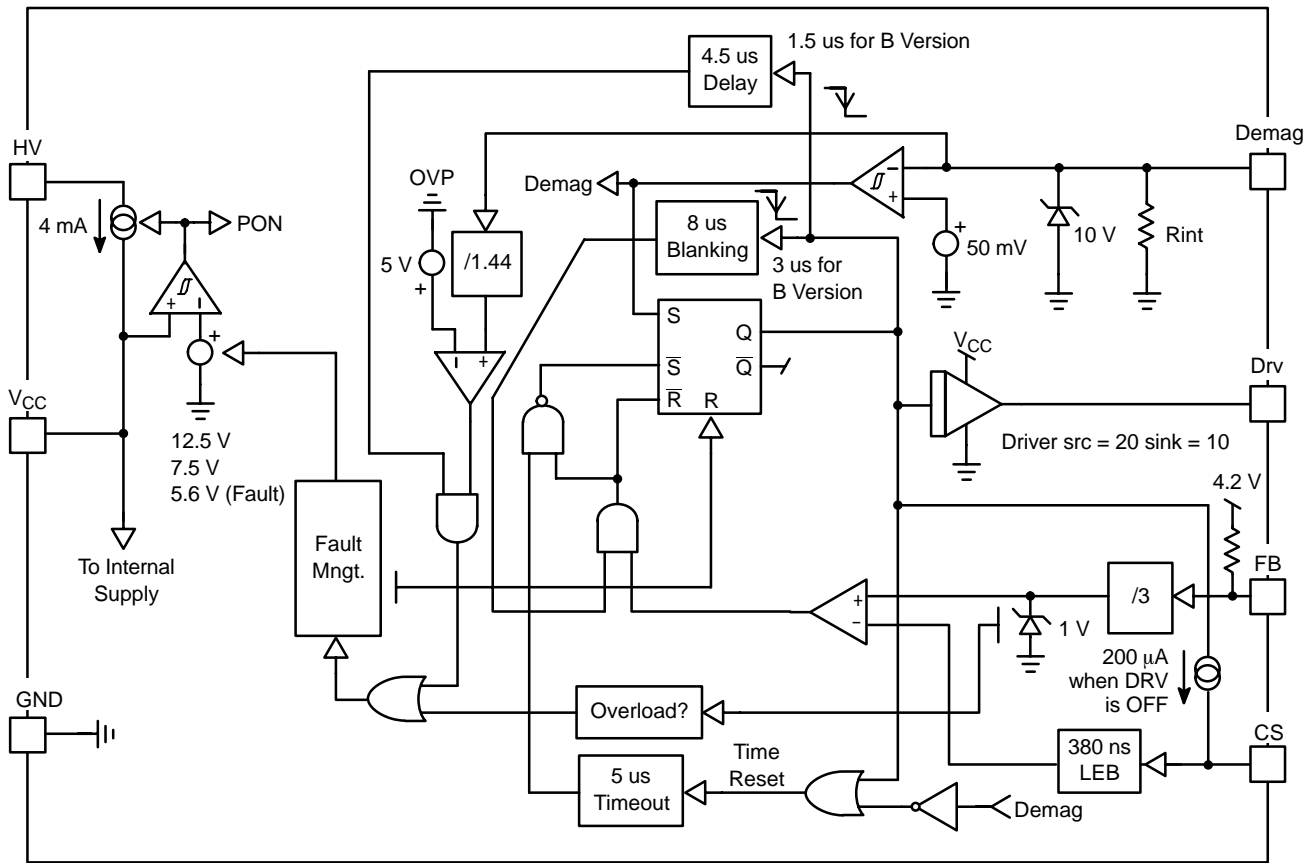 4.5 us
Delay
1.5 us for B Version
HV
Demag
OVP
Demag
4 mA
PON
8 us
Blanking
10 V
Rint
+
50 mV
5 V
+
/1.44
3 us for
B Version
+
−
+
−
+
S
Q
S̅
Q̅
R̅
R
−
+
VCC
Drv
VCC
12.5 V
7.5 V
5.6 V (Fault)
Driver src = 20 sink = 10
4.2 V
To Internal
Supply
Fault
Mngt.
FB
+
−
/3
1 V
200 µA
when DRV
is OFF
GND
Overload?
CS
Time
Reset
380 ns
LEB
5 us
Timeout
Demag